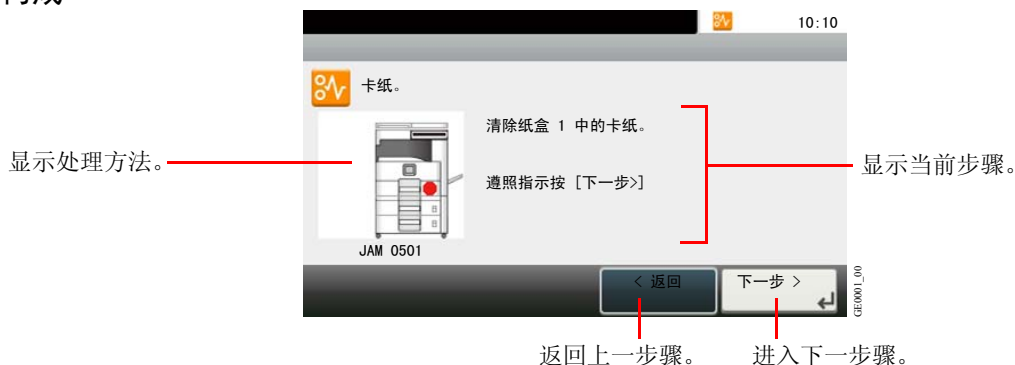 10:10
卡纸。
清除纸盒 1 中的卡纸。
显示处理方法。
显示当前步骤。
遵照指示按 [下一步>]
JAM 0501
< 返回
下一步 >
GE0001_00
返回上一步骤。
进入下一步骤。